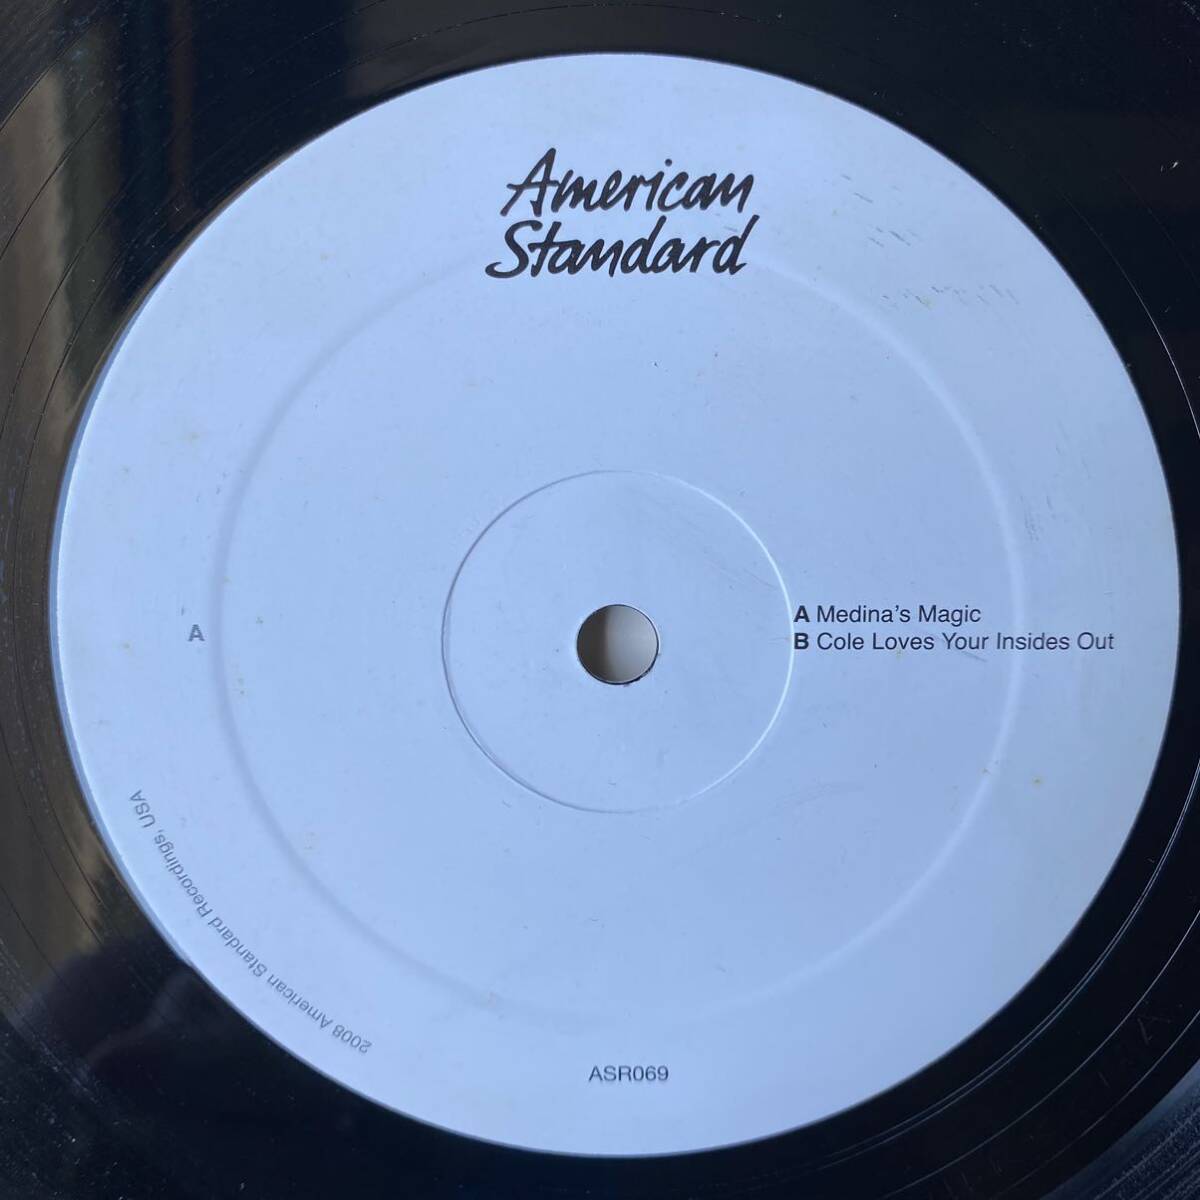 American
Standard
A
A Medina's Magic
B Cole Loves Your Insides Out
2008 American Standard Recordings, USA
ASR069